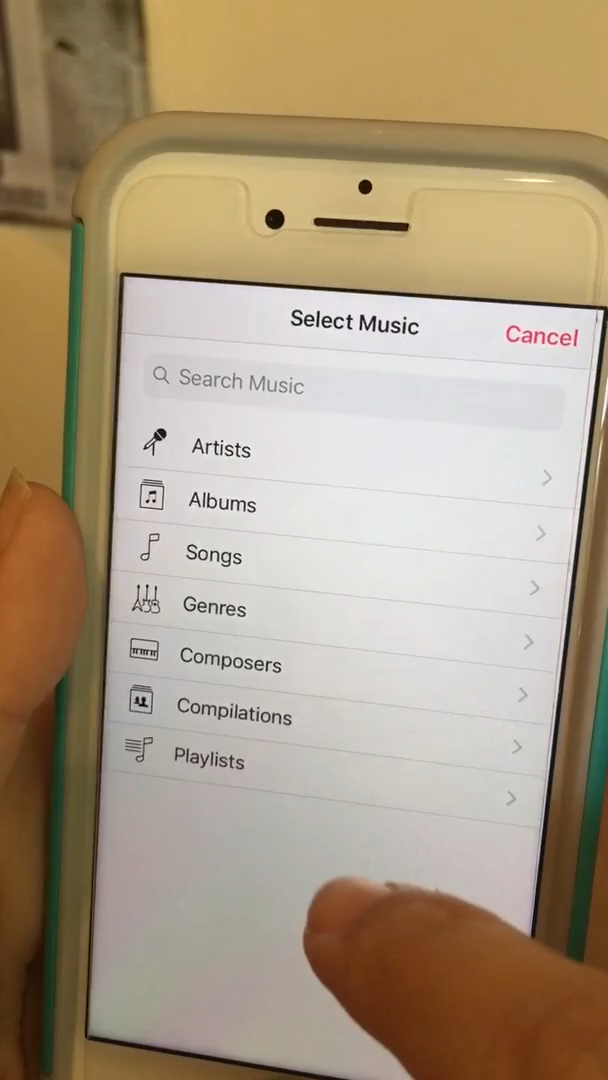 Select Music
Cancel
Search Music
Artists
Albums
Songs
Genres
Composers
Compilations
Playlists